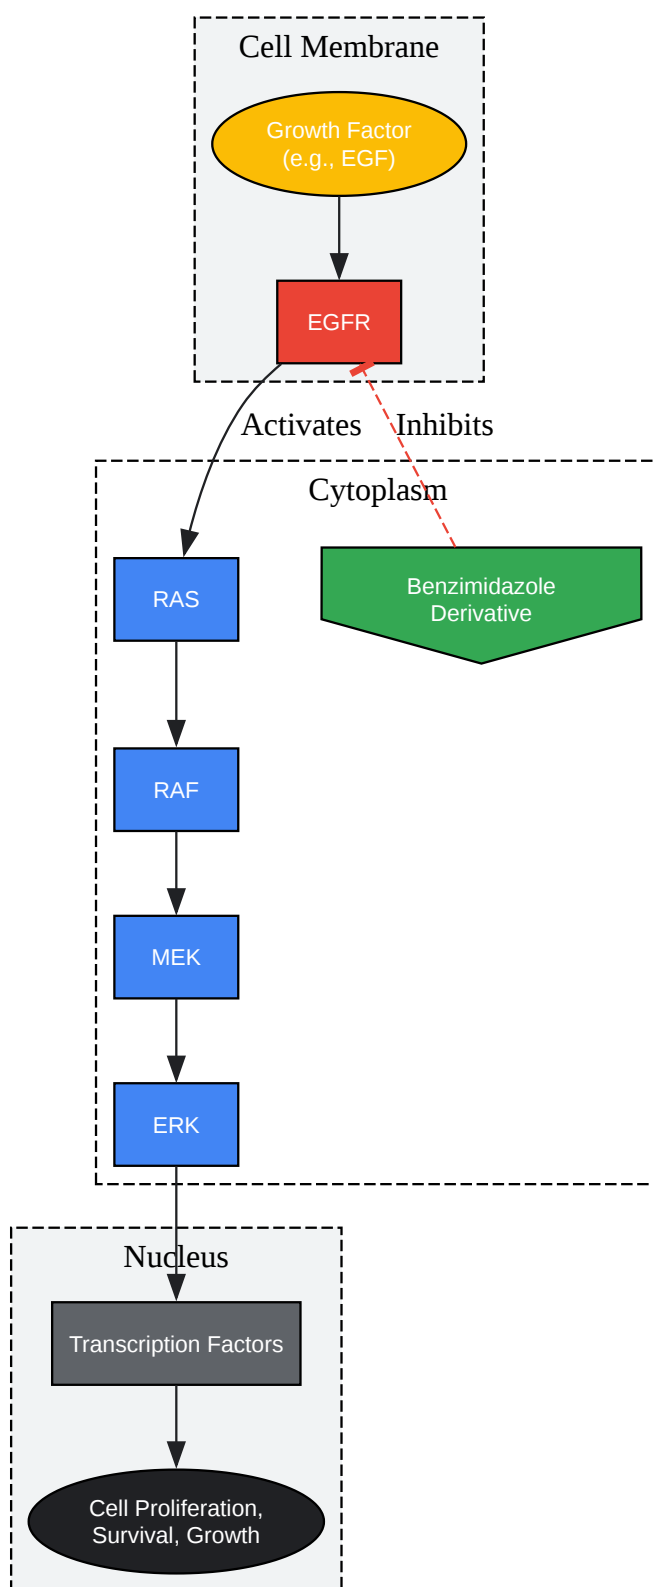 Cell Membrane
Growth Factor
(e.g., EGF)
EGFR
Activates
Inhibits
Cytoplasm
RAS
Benzimidazole
Derivative
RAF
MEK
ERK
Nucleus
Transcription Factors
Cell Proliferation,
Survival, Growth